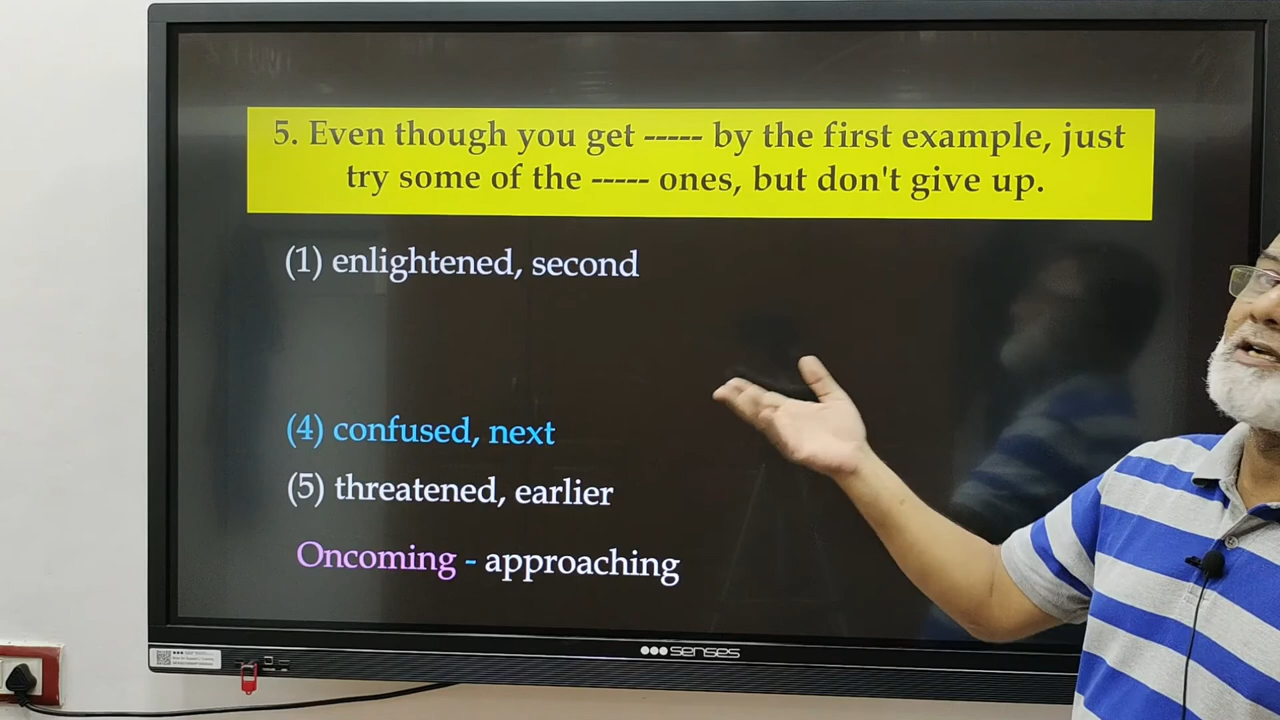 5. Even though you get ----- by the first example, just
try some of the ----- ones, but don't give up.
(1) enlightened, second
(4) confused, next
(5) threatened, earlier
Oncoming - approaching
senses